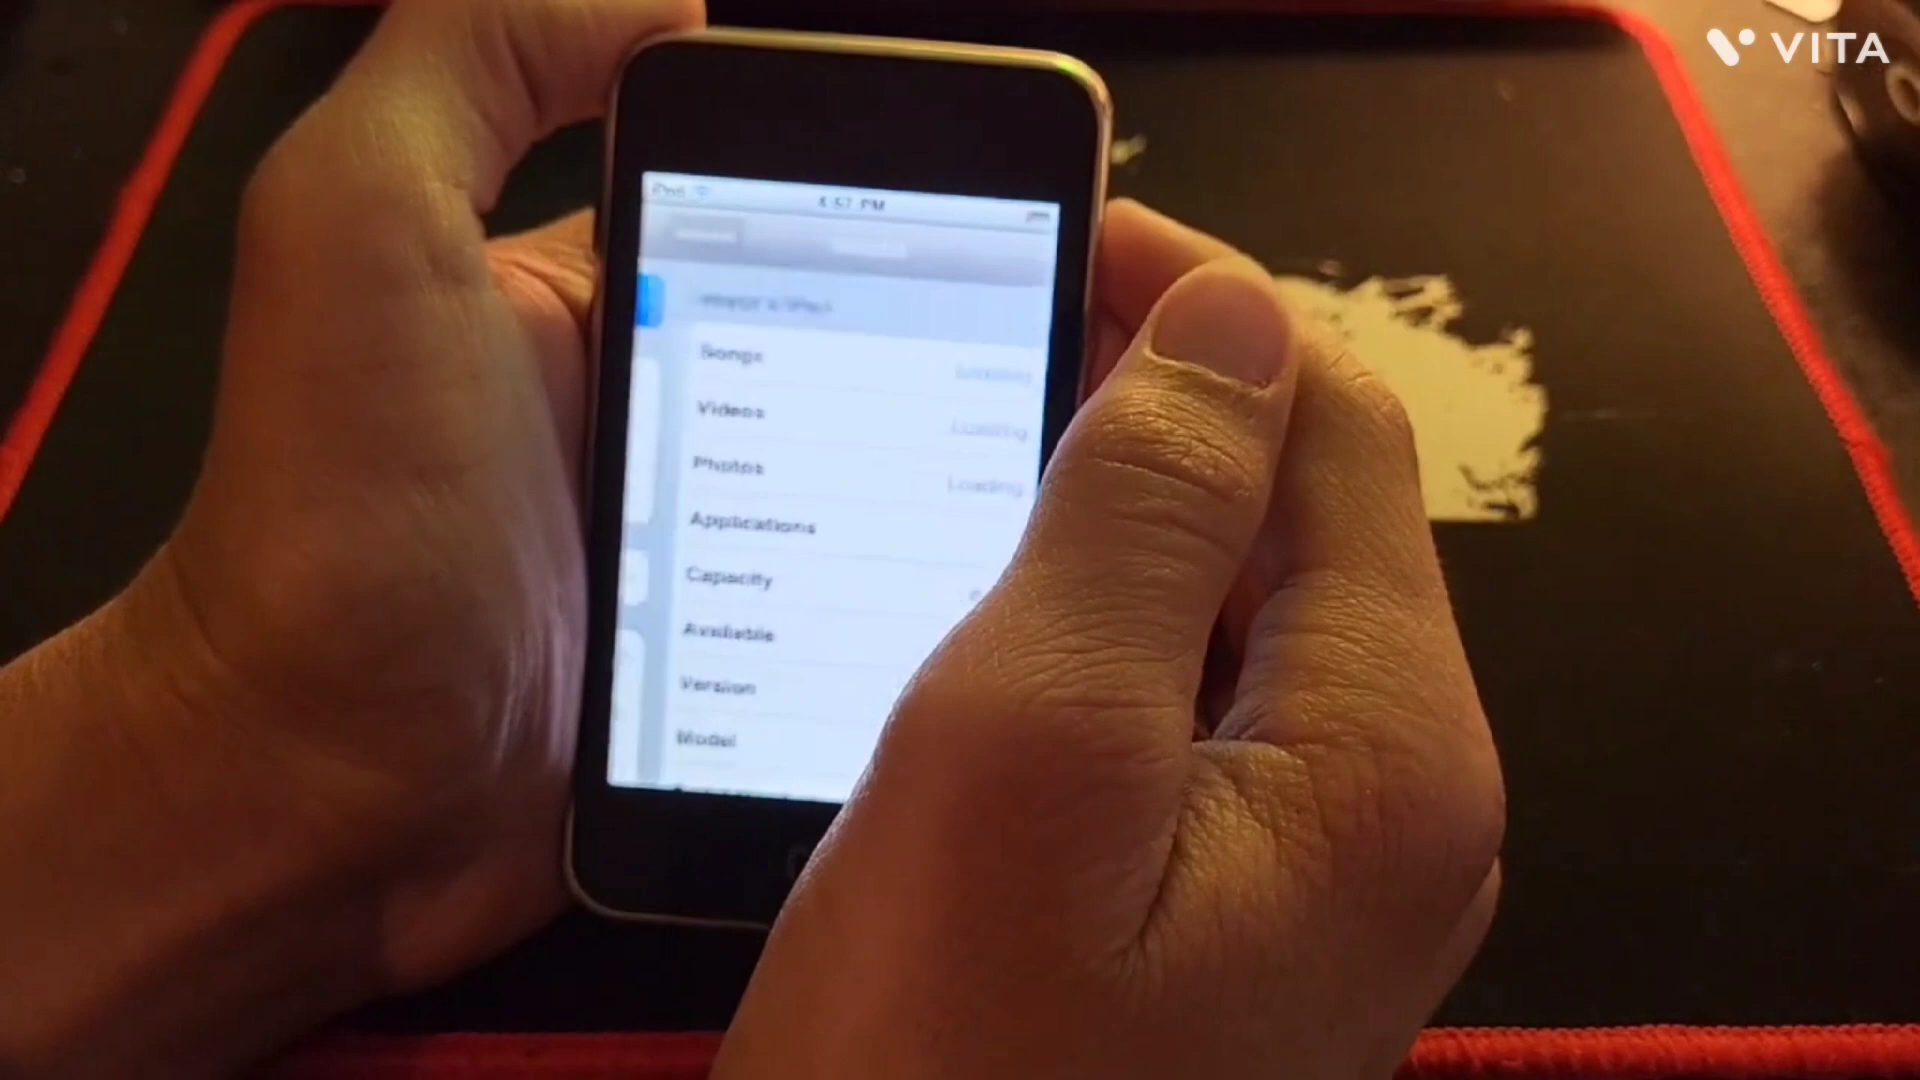 VITA
iPod
4:57 PM
Songs Loading
Videos Loading
Photos Loading
Applications
Capacity
Available
Version
Model